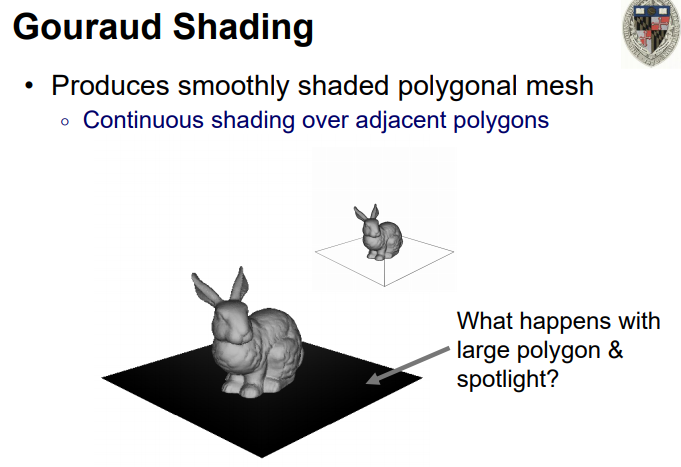 Gouraud Shading
• Produces smoothly shaded polygonal mesh
○ Continuous shading over adjacent polygons
What happens with
large polygon &
spotlight?